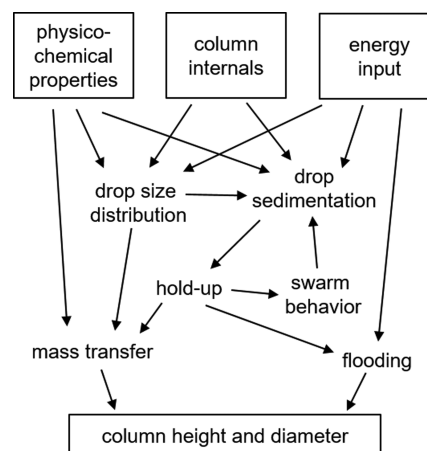 physico-
chemical
properties
column
internals
energy
input
drop size
distribution
drop
sedimentation
hold-up
swarm
behavior
mass transfer
flooding
column height and diameter